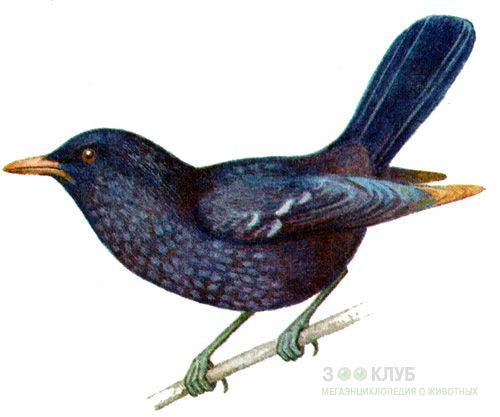 ЗООКЛУБ
МЕГАЭНЦИКЛОПЕДИЯ О ЖИВОТНЫХ